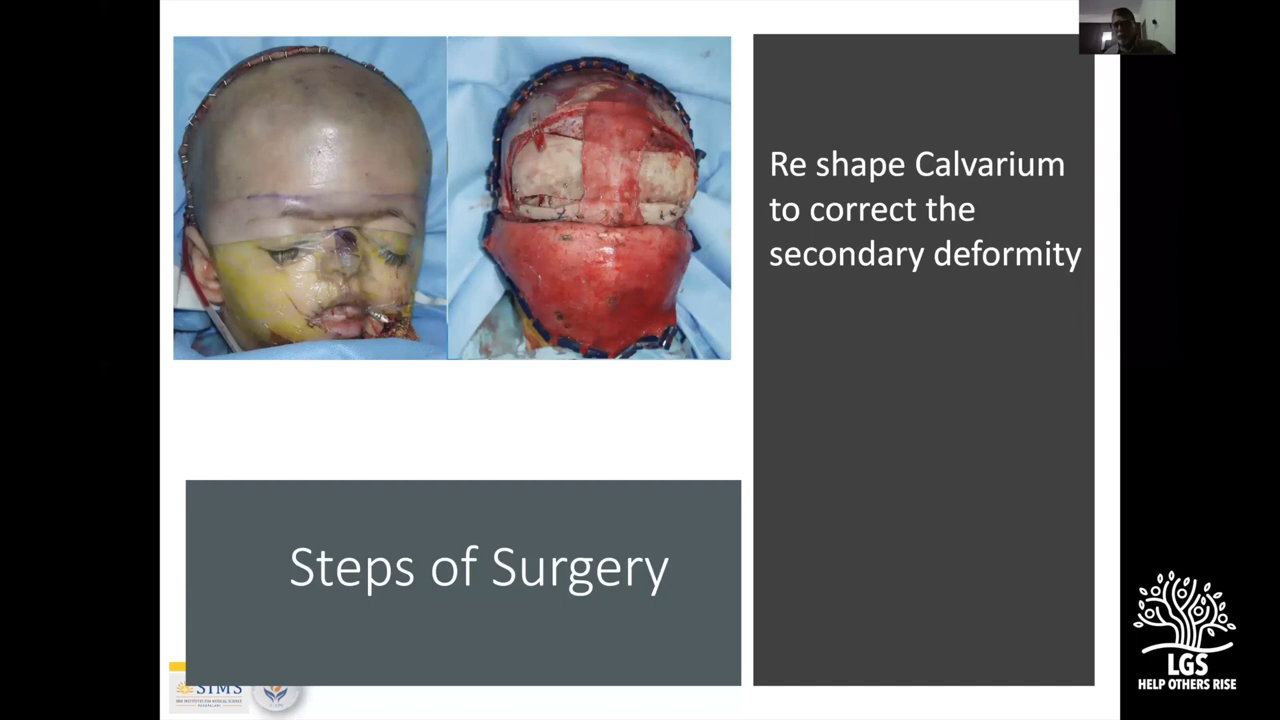 Re shape Calvarium
to correct the
secondary deformity
Steps of Surgery
SIMS
LGS
HELP OTHERS RISE